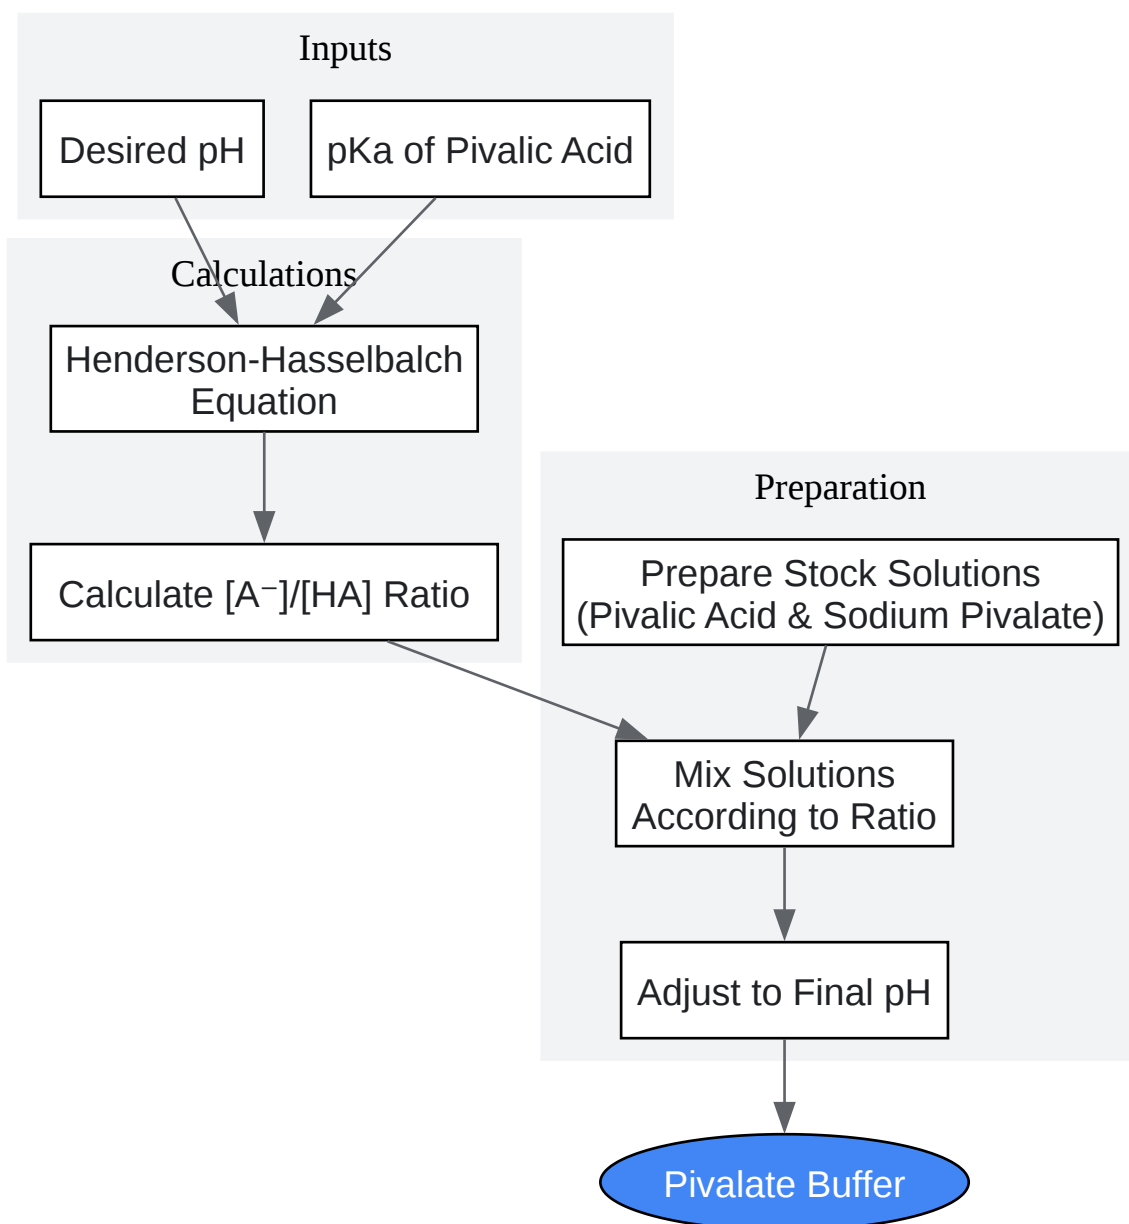 Inputs
Desired pH
pKa of Pivalic Acid
Calculations
Henderson-Hasselbalch
Equation
Calculate [A⁻]/[HA] Ratio
Preparation
Prepare Stock Solutions
(Pivalic Acid & Sodium Pivalate)
Mix Solutions
According to Ratio
Adjust to Final pH
Pivalate Buffer